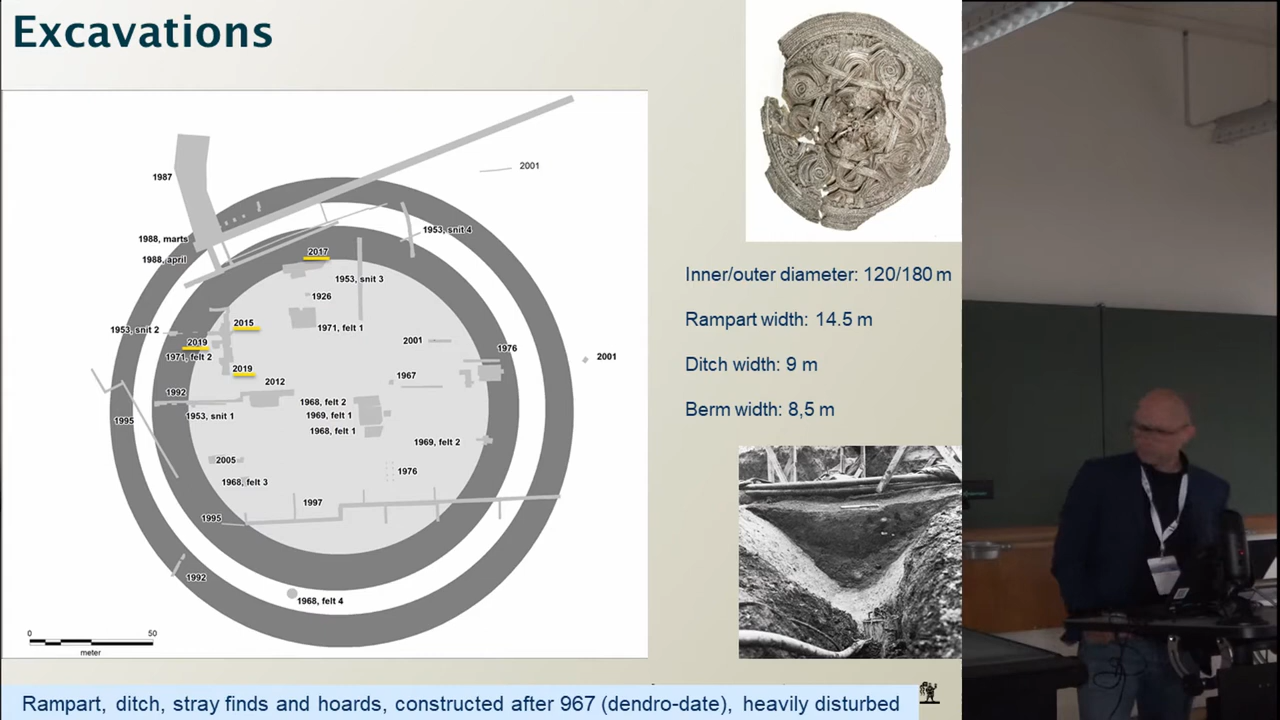 Excavations
2001
1987
1953, snit 4
1988, marts
2017
1988, april
1953, snit 3
1926
2015
1953, snit 2
1971, felt 1
2019
2001
1976
1971, felt 2
2001
2019
1967
2012
1992
1968, felt 2
1953, snit 1
1969, felt 1
1995
1968, felt 1
1969, felt 2
2005
1976
1968, felt 3
1997
1995
1992
1968, felt 4
0
50
meter
Inner/outer diameter: 120/180 m
Rampart width: 14.5 m
Ditch width: 9 m
Berm width: 8,5 m
Rampart, ditch, stray finds and hoards, constructed after 967 (dendro-date), heavily disturbed